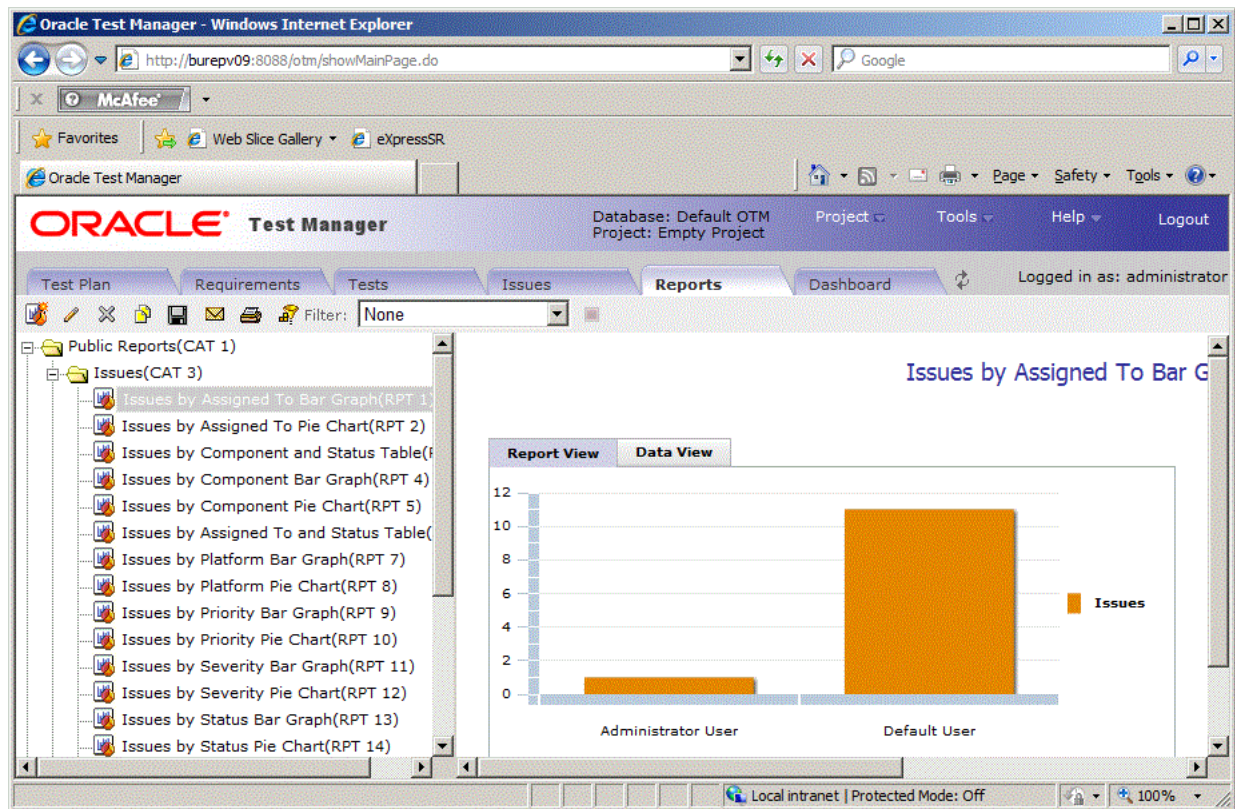 Oracle Test Manager - Windows Internet Explorer
http://burepv09:8088/otm/showMainPage.do
Google
McAfee
Favorites
Web Slice Gallery
eXpressSR
Oracle Test Manager
Page
Safety
Tools
ORACLE Test Manager
Database: Default OTM
Project: Empty Project
Project
Tools
Help
Logout
Test Plan
Requirements
Tests
Issues
Reports
Dashboard
Logged in as: administrator
Filter: None
Public Reports(CAT 1)
Issues(CAT 3)
Issues by Assigned To Bar Graph(RPT 1)
Issues by Assigned To Pie Chart(RPT 2)
Issues by Component and Status Table(
Issues by Component Bar Graph(RPT 4)
Issues by Component Pie Chart(RPT 5)
Issues by Assigned To and Status Table(
Issues by Platform Bar Graph(RPT 7)
Issues by Platform Pie Chart(RPT 8)
Issues by Priority Bar Graph(RPT 9)
Issues by Priority Pie Chart(RPT 10)
Issues by Severity Bar Graph(RPT 11)
Issues by Severity Pie Chart(RPT 12)
Issues by Status Bar Graph(RPT 13)
Issues by Status Pie Chart(RPT 14)
Issues by Assigned To Bar G
Report View
Data View
12
10
8
6
4
2
0
Administrator User
Default User
Issues
Local intranet | Protected Mode: Off
100%